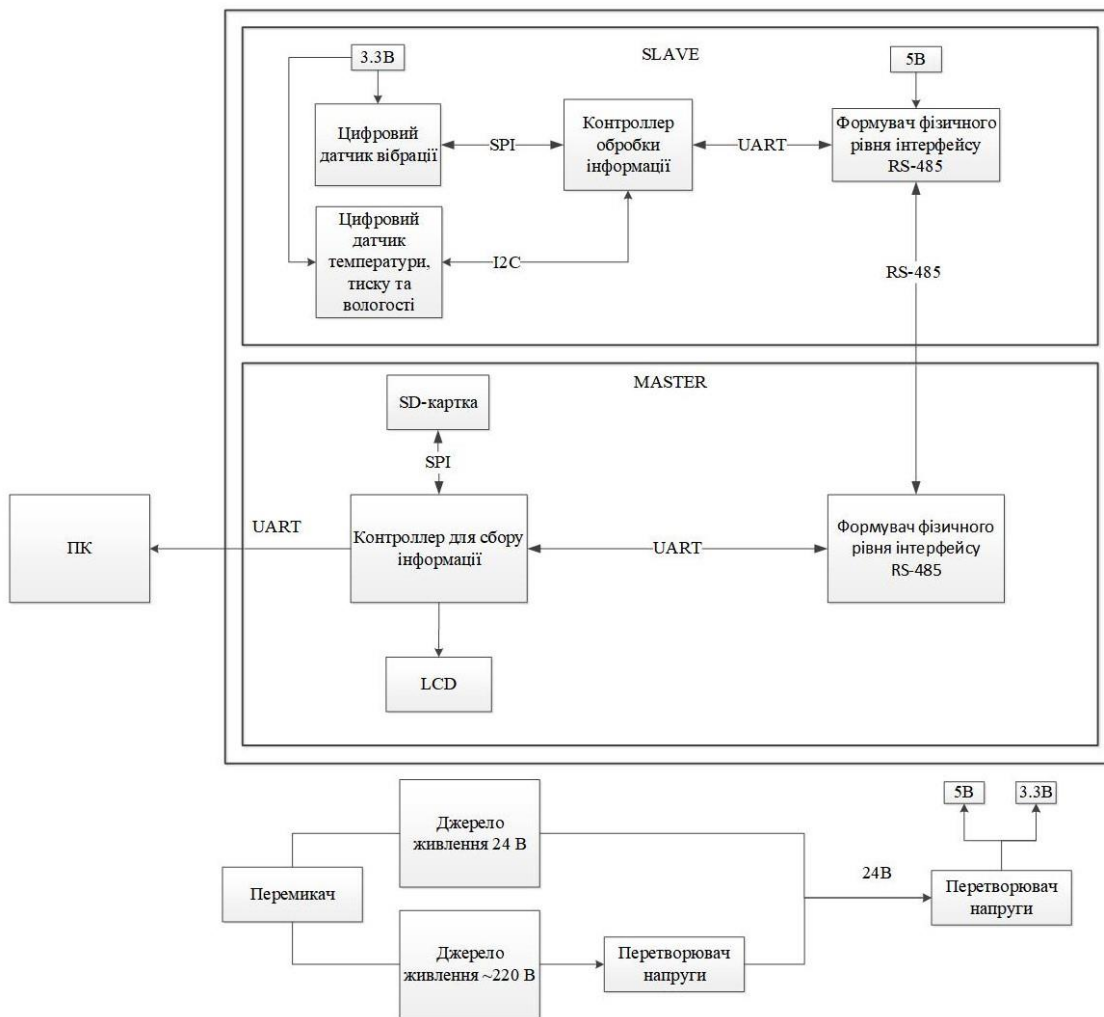 SLAVE
3.3В
5В
Цифровий
датчик вібрації
SPI
Контроллер
обробки
інформації
UART
Формувач фізичного
рівня інтерфейсу
RS-485
Цифровий
датчик
температури,
тиску та
вологості
I2C
RS-485
MASTER
SD-картка
SPI
ПК
UART
Контроллер для сбору
інформації
UART
Формувач фізичного
рівня інтерфейсу
RS-485
LCD
Перемикач
Джерело
живлення 24 В
Джерело
живлення ~220 В
Перетворювач
напруги
24В
Перетворювач
напруги
5В
3.3В